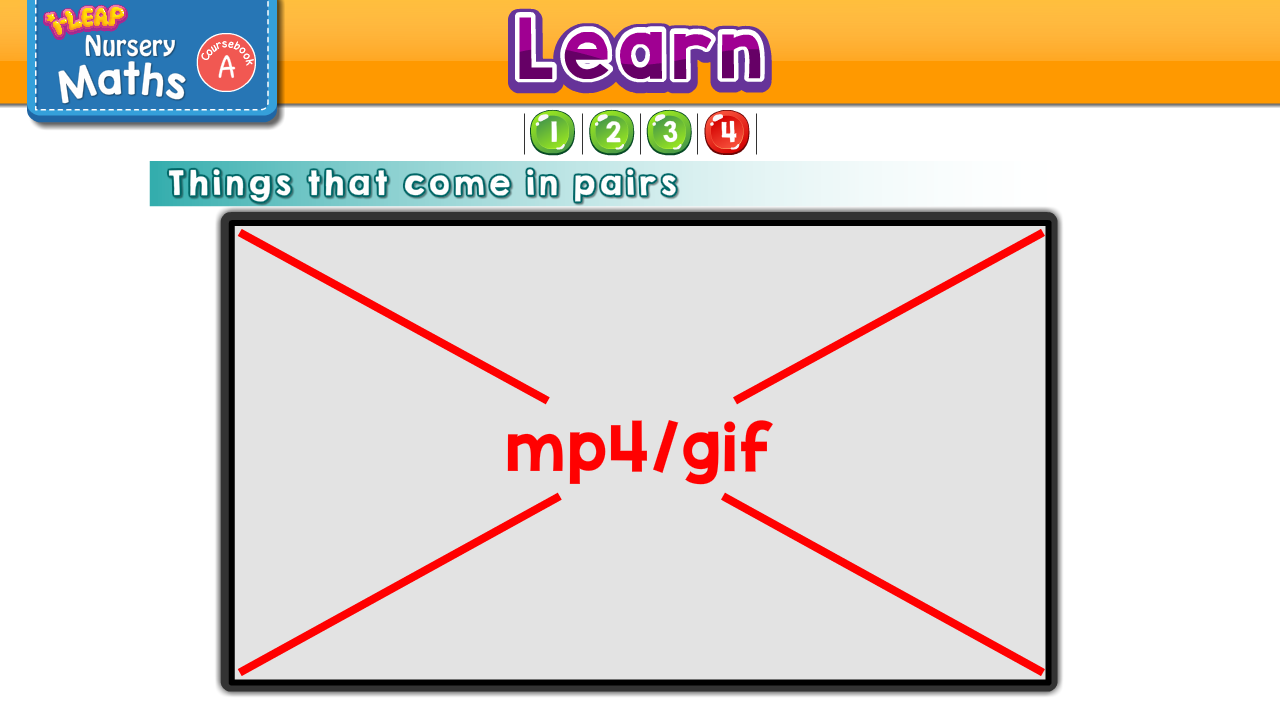 i-LEAP
Nursery
Maths
Coursebook
A
Learn
1 2 3 4
Things that come in pairs
mp4/gif